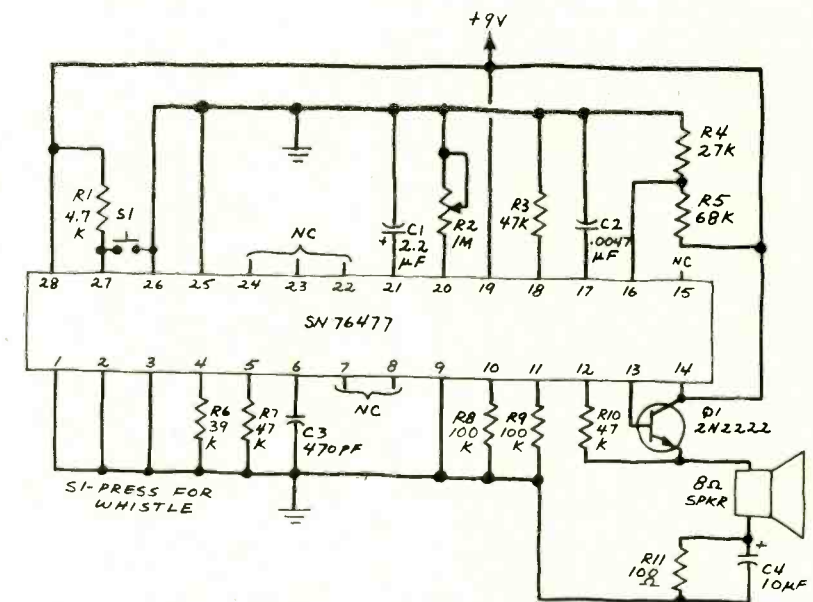 +9V
R1
4.7
K
S1
NC
C1
+ 2.2
µF
R2
1M
R3
47K
C2
.0047
µF
R4
27K
R5
68K
NC
28 27 26 25 24 23 22 21 20 19 18 17 16 15
SN 76477
1 2 3 4 5 6 7 8 9 10 11 12 13 14
R6
39
K
R7
47
K
C3
470PF
NC
R8
100
K
R9
100
K
R10
47
K
Q1
2N2222
S1-PRESS FOR
WHISTLE
8Ω
SPKR
R11
100
Ω
+
C4
10µF